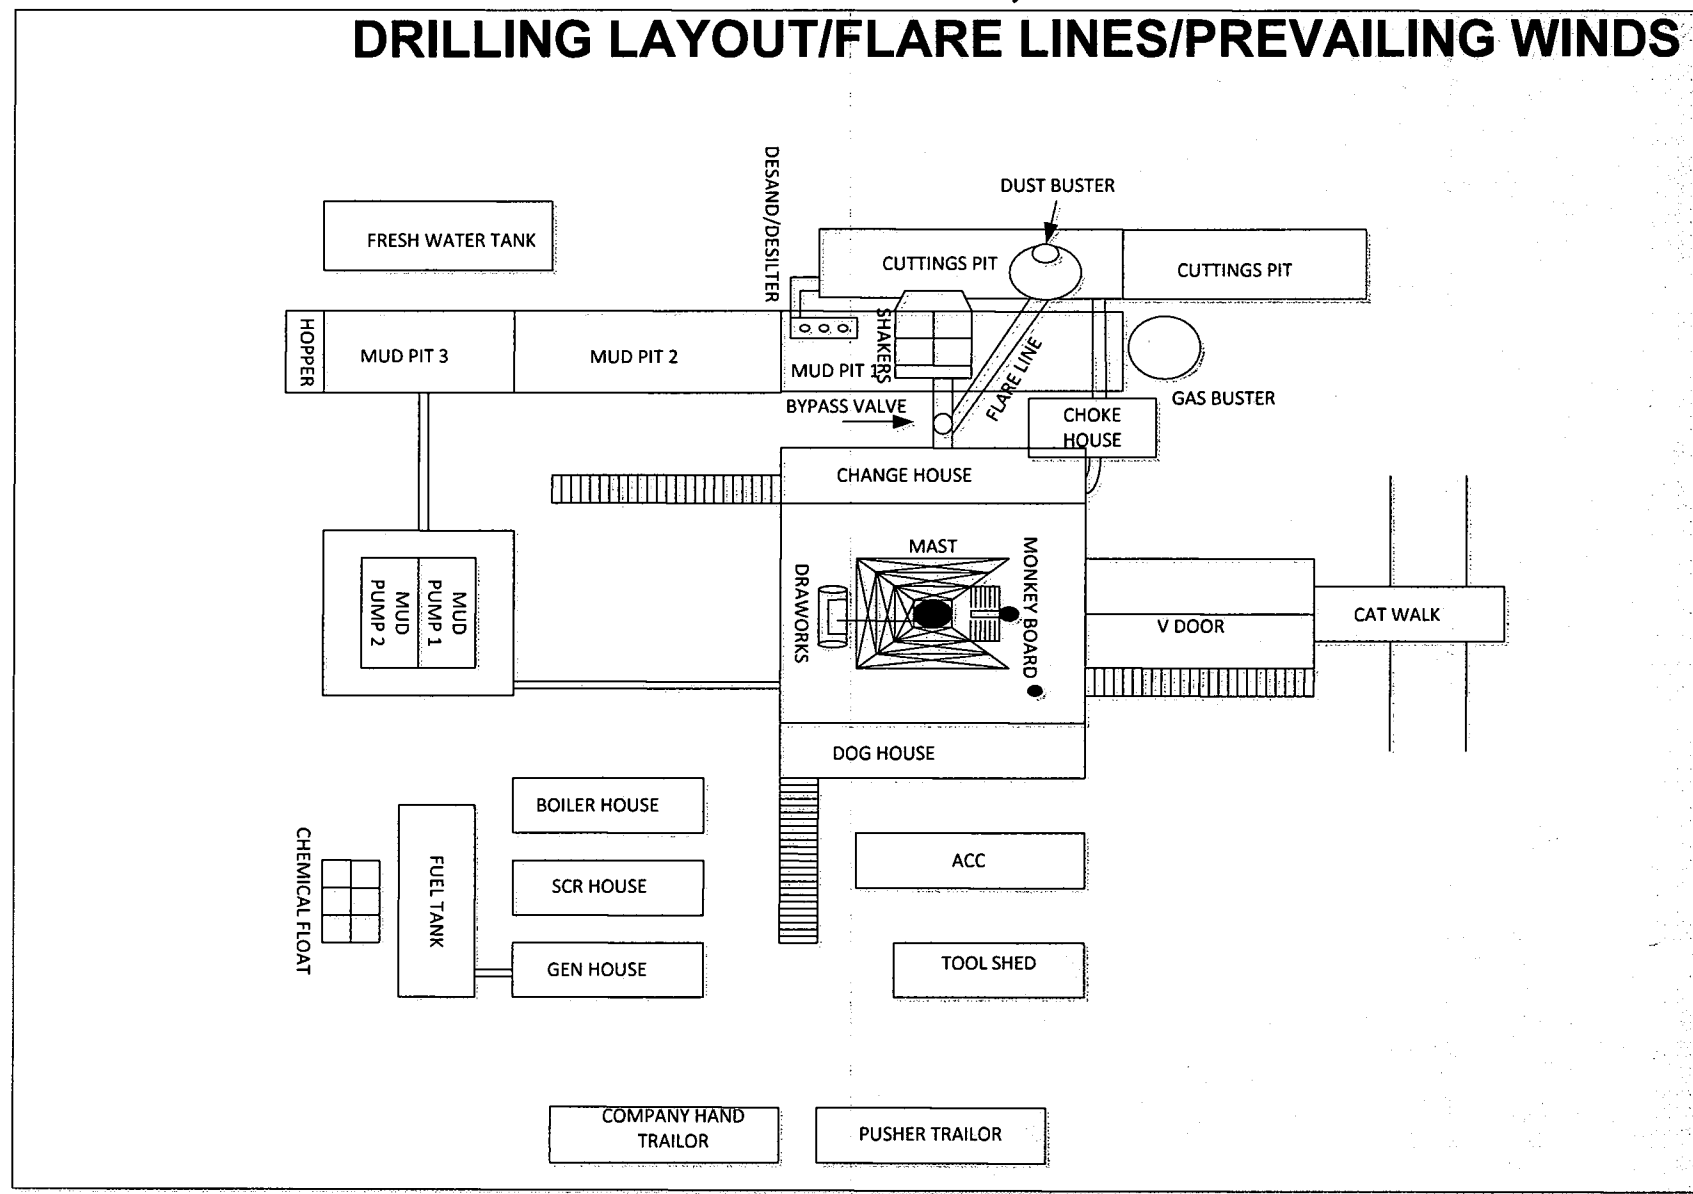 DRILLING LAYOUT/FLARE LINES/PREVAILING WINDS
DESAND/DESILTER
DUST BUSTER
FRESH WATER TANK
CUTTINGS PIT
CUTTINGS PIT
HOPPER
MUD PIT 3
MUD PIT 2
MUD PIT 1
SHAKERS
FLARE LINE
GAS BUSTER
BYPASS VALVE
CHOKE
HOUSE
CHANGE HOUSE
MAST
MONKEY BOARD
DRAWORKS
MUD
PUMP 1
MUD
PUMP 2
V DOOR
CAT WALK
DOG HOUSE
BOILER HOUSE
CHEMICAL FLOAT
FUEL TANK
SCR HOUSE
ACC
GEN HOUSE
TOOL SHED
COMPANY HAND
TRAILOR
PUSHER TRAILOR